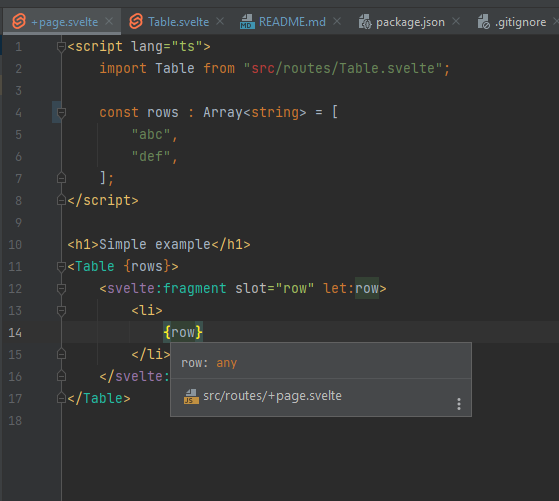 +page.svelte Table.svelte README.md package.json .gitignore
1 <script lang="ts">
2 import Table from "src/routes/Table.svelte";
3
4 const rows : Array<string> = [
5 "abc",
6 "def",
7 ];
8 </script>
9
10 <h1>Simple example</h1>
11 <Table {rows}>
12 <svelte:fragment slot="row" let:row>
13 <li>
14 {row}
15 </li>
16 </svelte:
17 </Table>
18
row: any
JS src/routes/+page.svelte